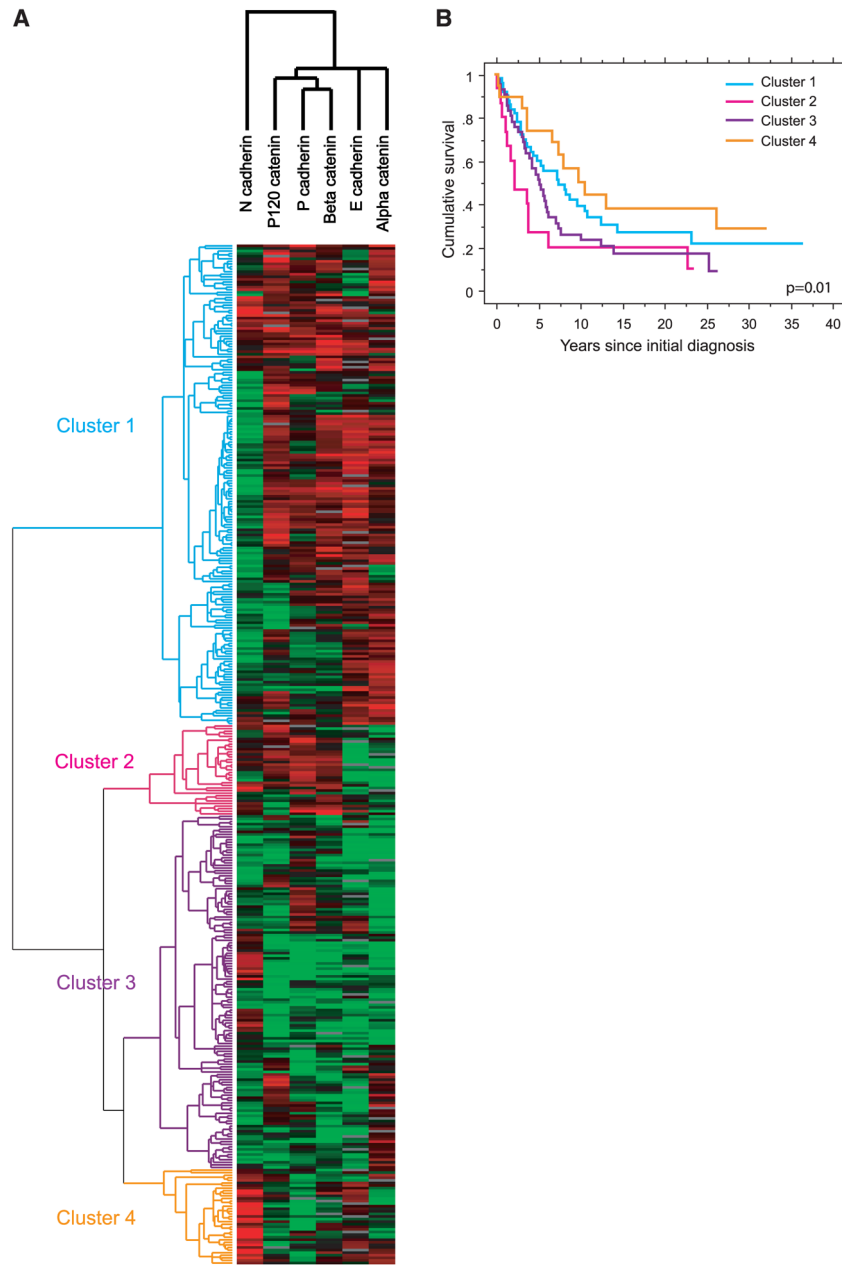 A
N cadherin
P120 catenin
P cadherin
Beta catenin
E cadherin
Alpha catenin
Cluster 1
Cluster 2
Cluster 3
Cluster 4
B
Cumulative survival
1
.8
.6
.4
.2
0
Cluster 1
Cluster 2
Cluster 3
Cluster 4
p=0.01
0 5 10 15 20 25 30 35 40
Years since initial diagnosis